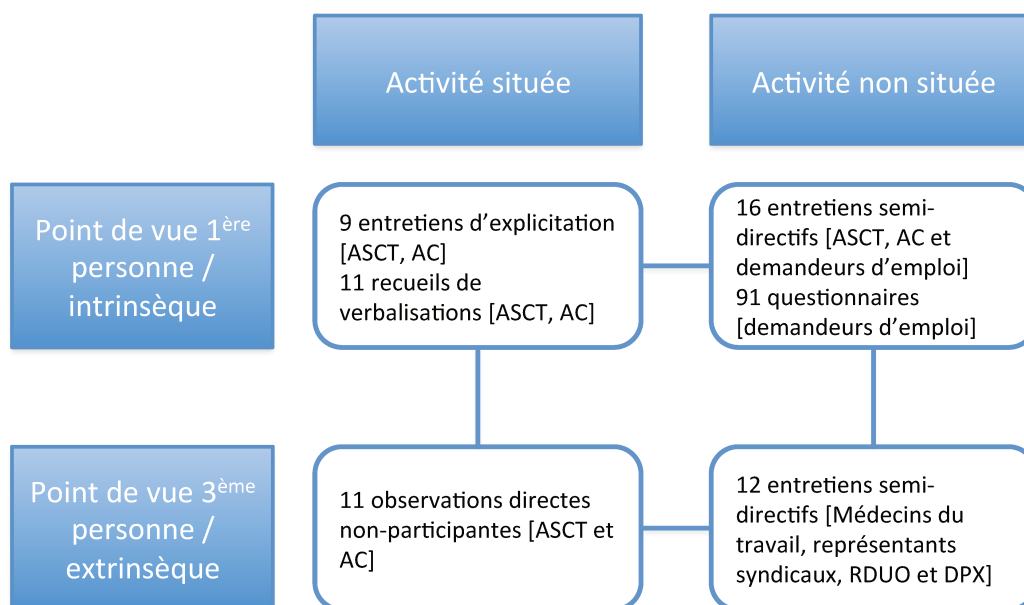 Activité située
Activité non située
Point de vue 1ère
personne /
intrinsèque
9 entretiens d'explicitation
[ASCT, AC]
11 recueils de
verbalisations [ASCT, AC]
16 entretiens semi-
directifs [ASCT, AC et
demandeurs d'emploi]
91 questionnaires
[demandeurs d'emploi]
Point de vue 3ème
personne /
extrinsèque
11 observations directes
non-participantes [ASCT et
AC]
12 entretiens semi-
directifs [Médecins du
travail, représentants
syndicaux, RDUO et DPX]